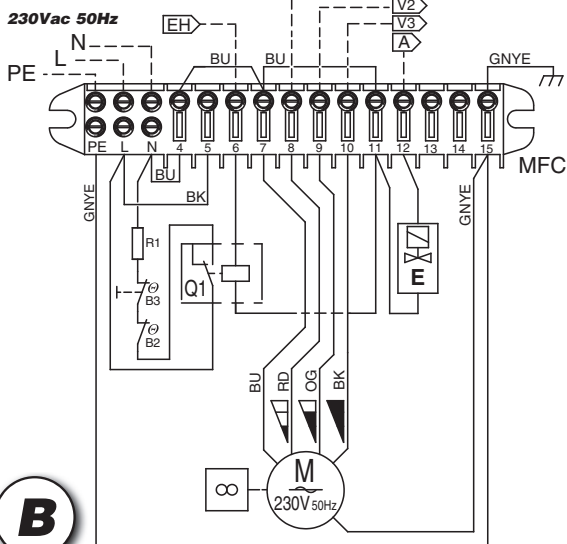 230Vac 50Hz
EH
V2
V3
A
N
L
PE
BU
BU
GNYE
PE L N 4 5 6 7 8 9 10 11 12 13 14 15
MFC
BU
BK
GNYE
GNYE
R1
B3
B2
Q1
E
BU
RD
OG
BK
M
230V 50Hz
B